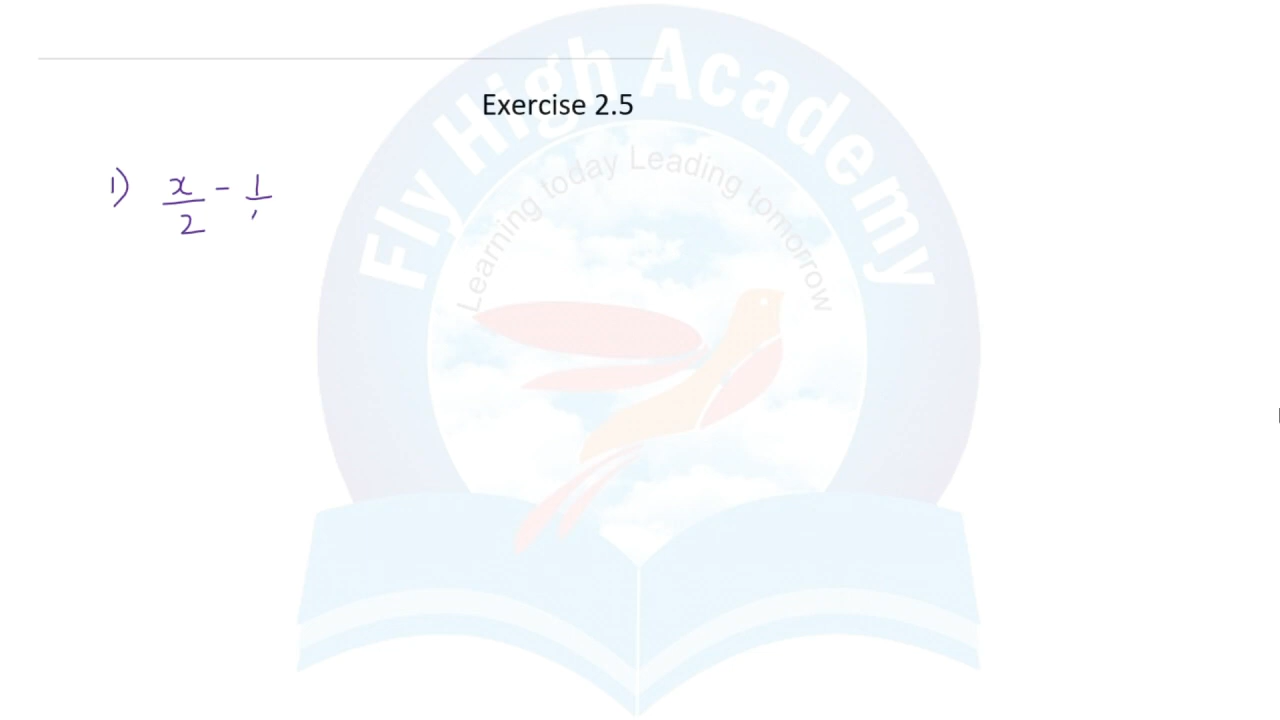 Fly High Academy
Learning today Leading tomorrow
Exercise 2.5
1) x/2 - 1/